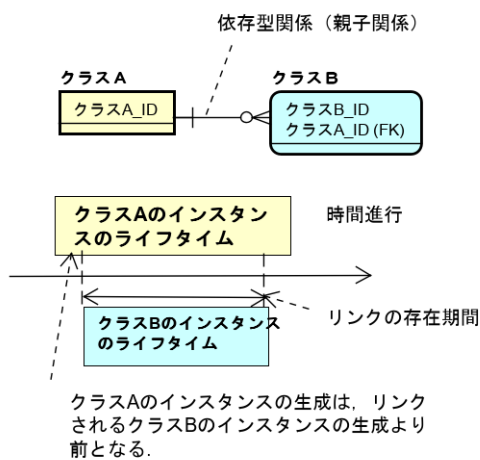 依存型関係（親子関係）
クラスA
クラスB
クラスA_ID
クラスB_ID
クラスA_ID (FK)
クラスAのインスタン
スのライフタイム
時間進行
リンクの存在期間
クラスBのインスタンス
のライフタイム
クラスAのインスタンスの生成は，リンク
されるクラスBのインスタンスの生成より
前となる.